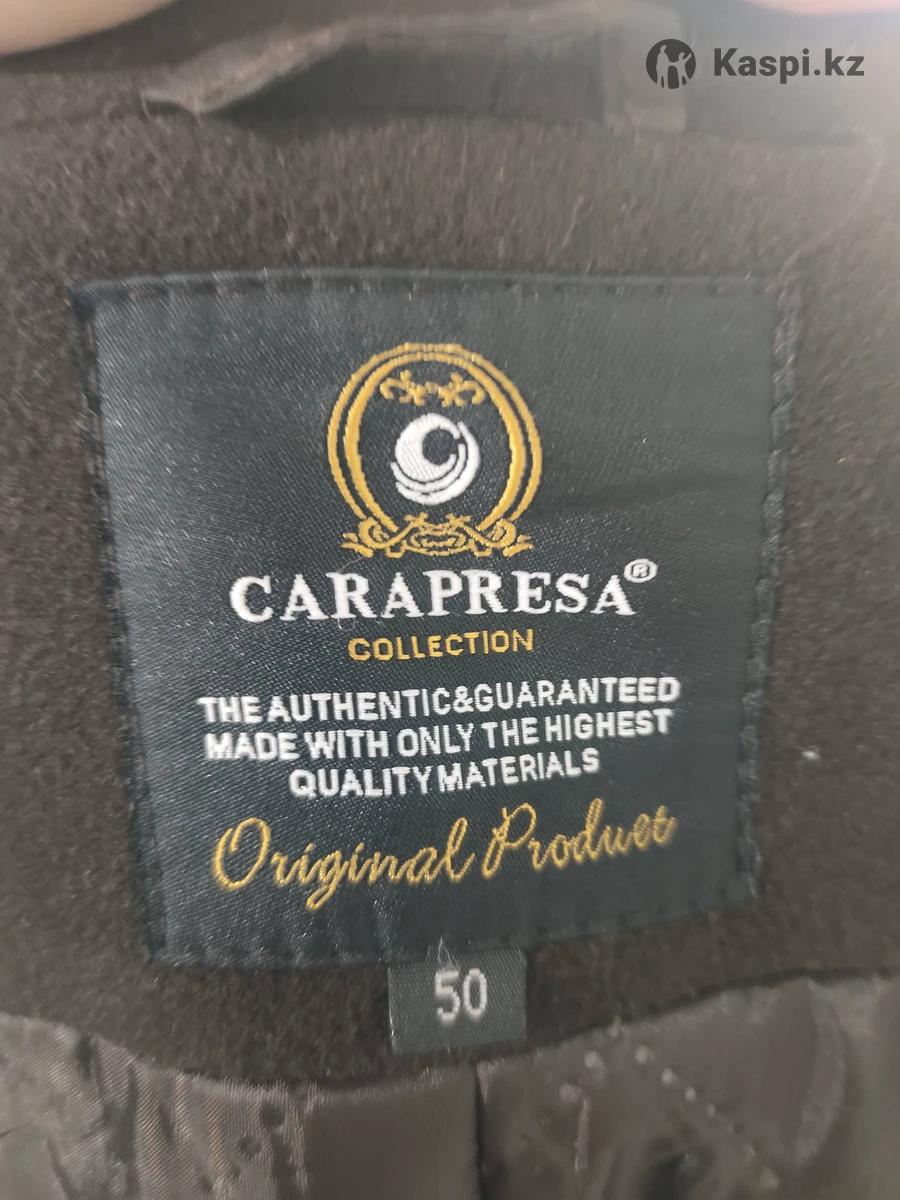 Kaspi.kz
CARAPRESA®
COLLECTION
THE AUTHENTIC&GUARANTEED
MADE WITH ONLY THE HIGHEST
QUALITY MATERIALS
Original Product
50